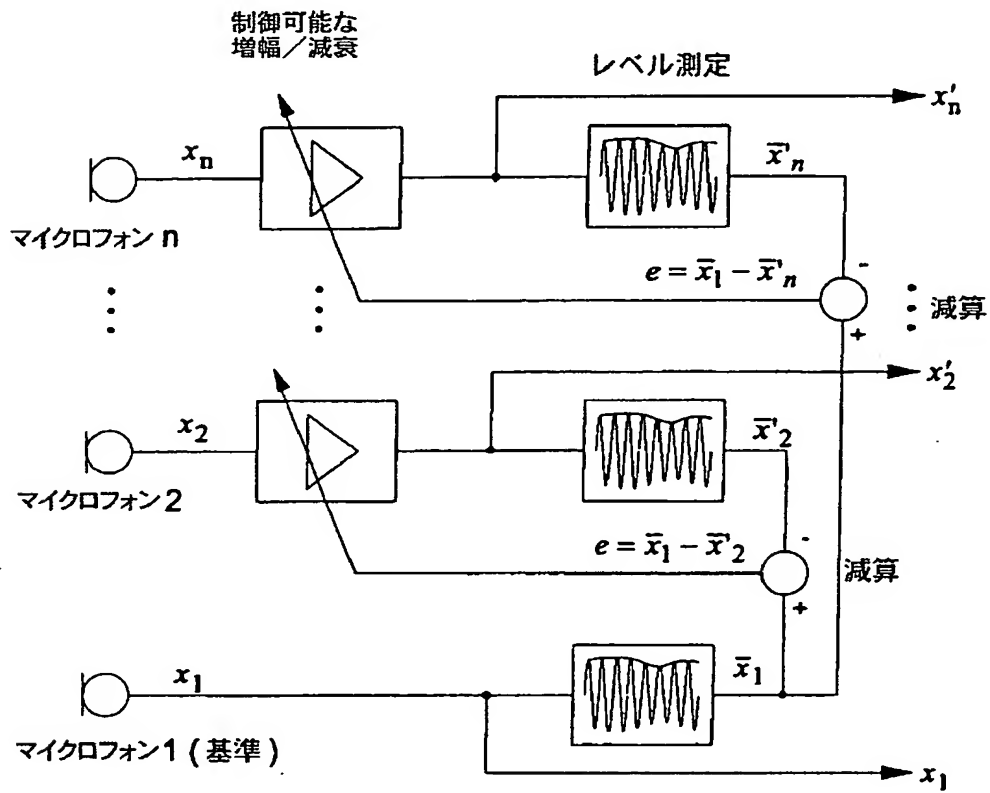 制御可能な
増幅／減衰
レベル測定
x'n
xn
x̅'n
マイクロフォン n
e = x̅1 − x̅'n
-
減算
+
x'2
x2
x̅'2
マイクロフォン 2
e = x̅1 − x̅'2
-
減算
+
x1
x̅1
マイクロフォン 1 ( 基準 )
x1